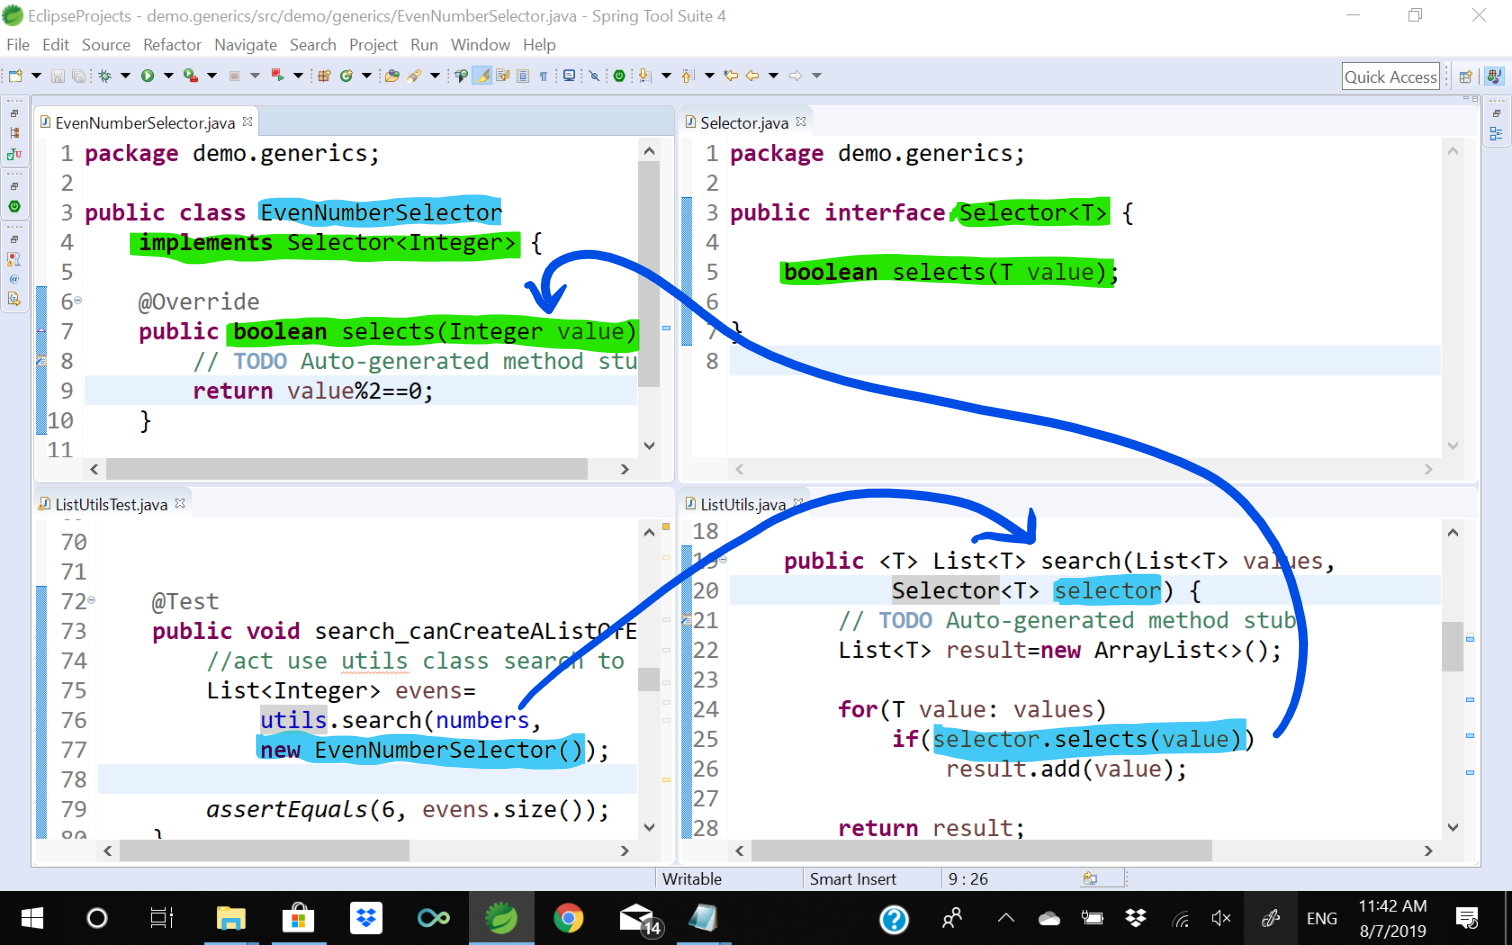 EclipseProjects - demo.generics/src/demo/generics/EvenNumberSelector.java - Spring Tool Suite 4
File Edit Source Refactor Navigate Search Project Run Window Help
Quick Access
EvenNumberSelector.java
1 package demo.generics;
2
3 public class EvenNumberSelector
4 implements Selector<Integer> {
5
6 @Override
7 public boolean selects(Integer value)
8 // TODO Auto-generated method stu
9 return value%2==0;
10 }
11
Selector.java
1 package demo.generics;
2
3 public interface Selector<T> {
4
5 boolean selects(T value);
6
7 }
8
ListUtilsTest.java
70
71
72 @Test
73 public void search_canCreateAListOfE
74 //act use utils class search to
75 List<Integer> evens=
76 utils.search(numbers,
77 new EvenNumberSelector());
78
79 assertEquals(6, evens.size());
80 }
ListUtils.java
18
19 public <T> List<T> search(List<T> values,
20 Selector<T> selector) {
21 // TODO Auto-generated method stub
22 List<T> result=new ArrayList<>();
23
24 for(T value: values)
25 if(selector.selects(value))
26 result.add(value);
27
28 return result;
Writable Smart Insert 9 : 26
14 ENG 11:42 AM
8/7/2019